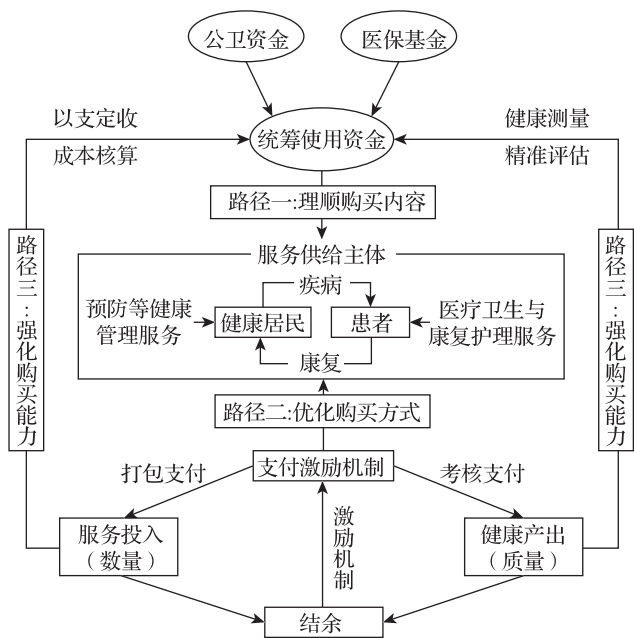 公卫资金
医保基金
以支定收
成本核算
统筹使用资金
健康测量
精准评估
路径一:理顺购买内容
服务供给主体
疾病
预防等健康
管理服务
健康居民
患者
医疗卫生与
康复护理服务
康复
路径三:强化购买能力
路径三:强化购买能力
路径二:优化购买方式
打包支付
支付激励机制
考核支付
服务投入
（数量）
激励机制
健康产出
（质量）
结余